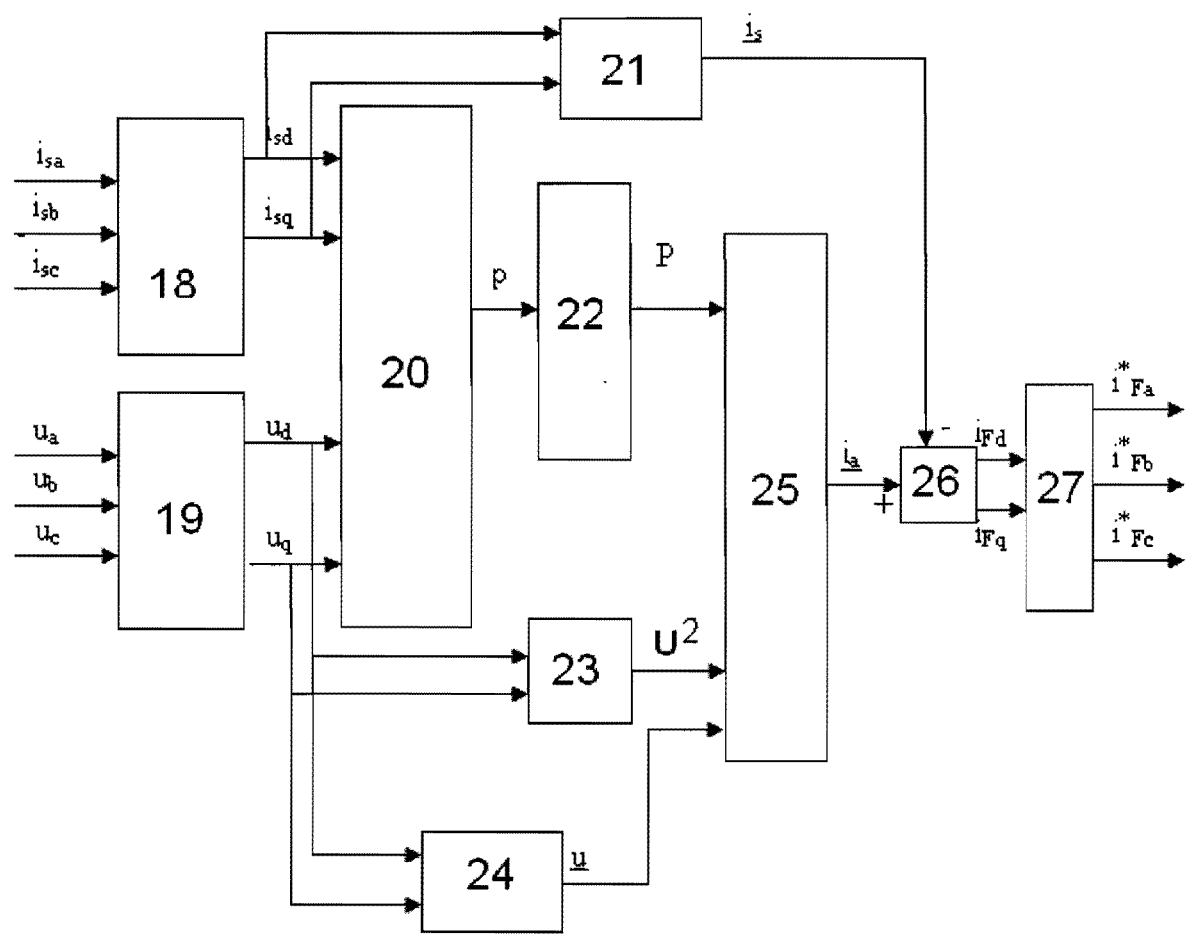 i_s
21
i_sd
i_sa
i_sb
i_sq
i_sc
18
p
P
22
20
i*_Fa
u_a
u_d
-
i_Fd
i_a
i*_Fb
u_b
25
26
27
19
+
u_c
u_q
i_Fq
i*_Fc
U²
23
u
24